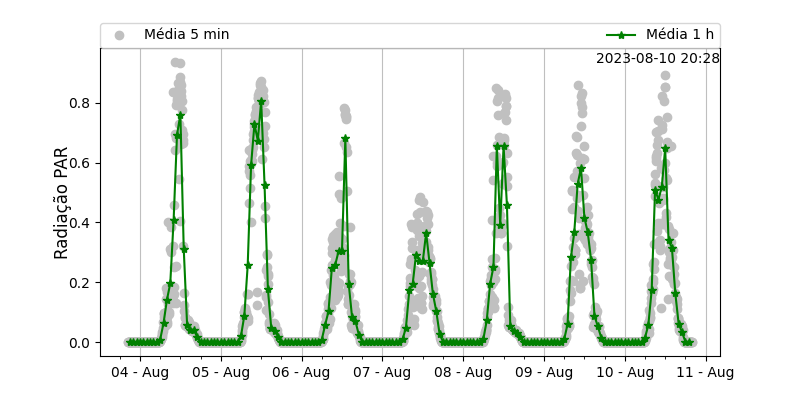 Média 5 min
Média 1 h
2023-08-10 20:28
Radiação PAR
0.8
0.6
0.4
0.2
0.0
04 - Aug
05 - Aug
06 - Aug
07 - Aug
08 - Aug
09 - Aug
10 - Aug
11 - Aug